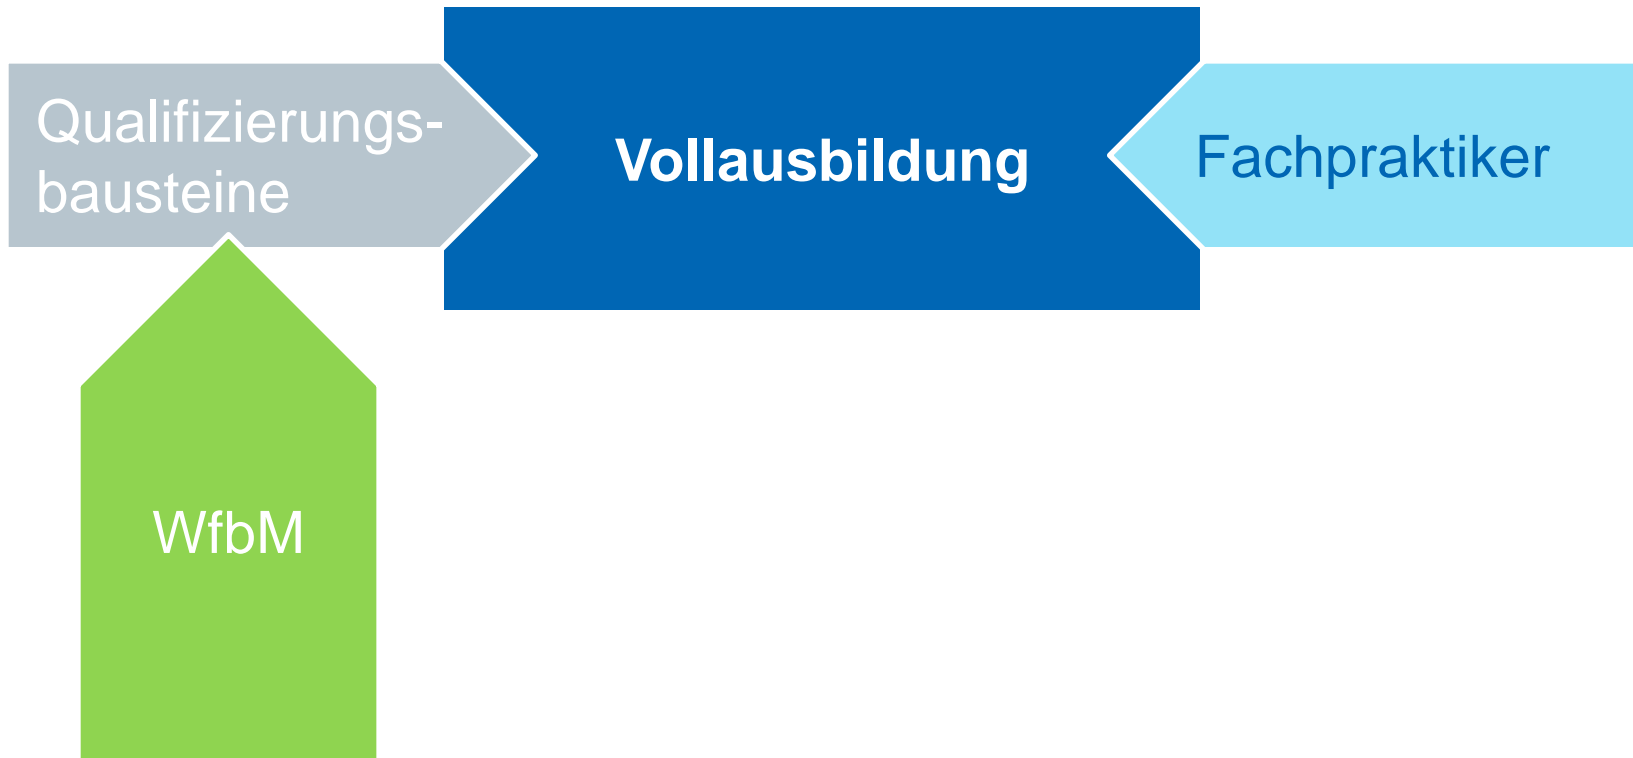 Qualifizierungs-
bausteine
Vollausbildung
Fachpraktiker
WfbM